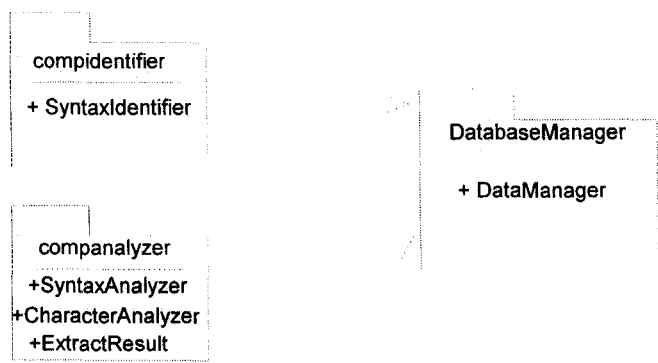 compidentifier
+ SyntaxIdentifier
DatabaseManager
+ DataManager
companalyzer
+SyntaxAnalyzer
+CharacterAnalyzer
+ExtractResult